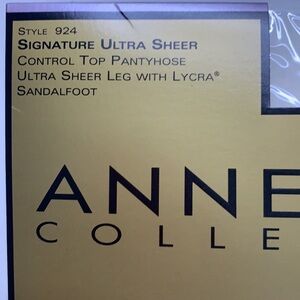 STYLE 924
SIGNATURE ULTRA SHEER
CONTROL TOP PANTYHOSE
ULTRA SHEER LEG WITH LYCRA®
SANDALFOOT
ANNE
COLLE